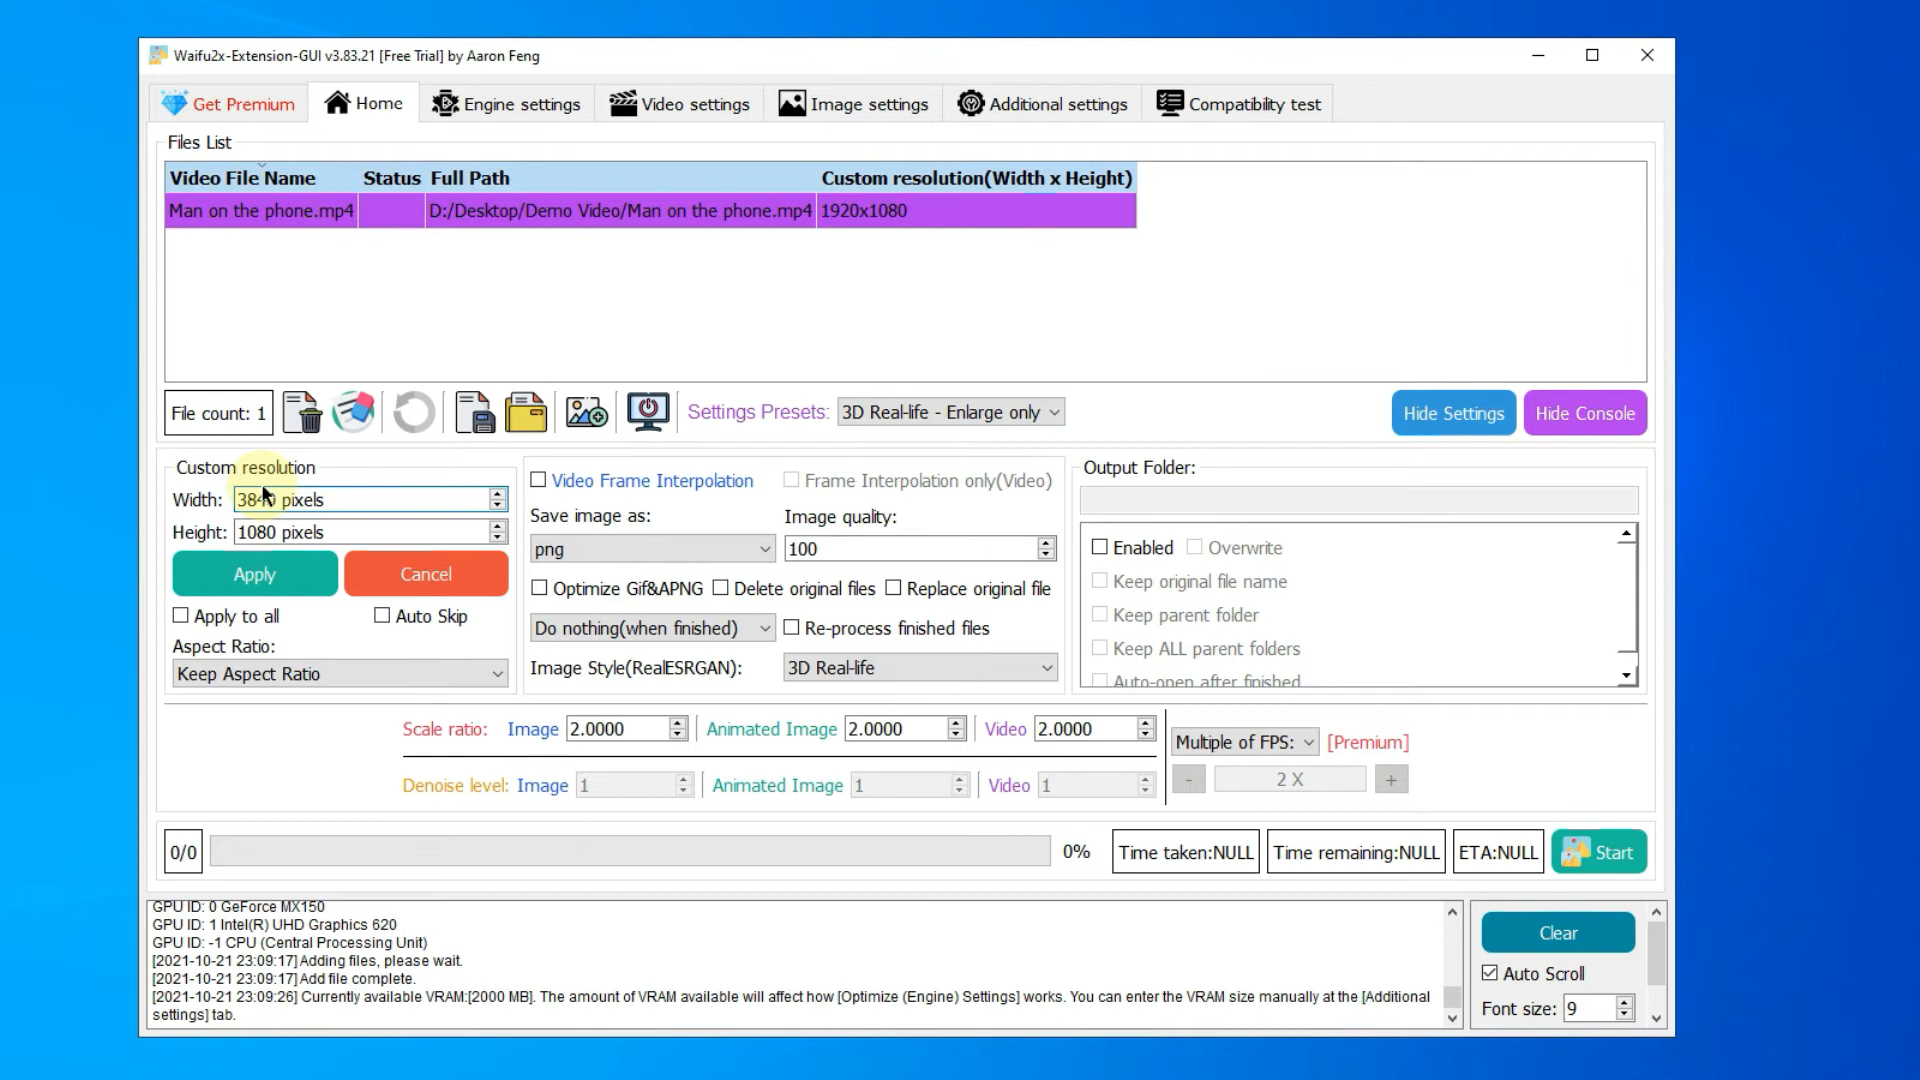 Waifu2x-Extension-GUI v3.83.21 [Free Trial] by Aaron Feng
Get Premium Home Engine settings Video settings Image settings Additional settings Compatibility test
Files List
Video File Name Status Full Path Custom resolution(Width x Height)
Man on the phone.mp4 D:/Desktop/Demo Video/Man on the phone.mp4 1920x1080
File count: 1 Settings Presets: 3D Real-life - Enlarge only Hide Settings Hide Console
Custom resolution
Width: 3840 pixels
Height: 1080 pixels
Apply Cancel
Apply to all Auto Skip
Aspect Ratio:
Keep Aspect Ratio
Video Frame Interpolation Frame Interpolation only(Video)
Save image as: Image quality:
png 100
Optimize Gif&APNG Delete original files Replace original file
Do nothing(when finished) Re-process finished files
Image Style(RealESRGAN): 3D Real-life
Output Folder:
Enabled Overwrite
Keep original file name
Keep parent folder
Keep ALL parent folders
Auto-open after finished
Scale ratio: Image 2.0000 Animated Image 2.0000 Video 2.0000
Denoise level: Image 1 Animated Image 1 Video 1
Multiple of FPS: [Premium]
- 2 X +
0/0 0% Time taken:NULL Time remaining:NULL ETA:NULL Start
GPU ID: 0 GeForce MX150
GPU ID: 1 Intel(R) UHD Graphics 620
GPU ID: -1 CPU (Central Processing Unit)
[2021-10-21 23:09:17] Adding files, please wait.
[2021-10-21 23:09:17] Add file complete.
[2021-10-21 23:09:26] Currently available VRAM:[2000 MB]. The amount of VRAM available will affect how [Optimize (Engine) Settings] works. You can enter the VRAM size manually at the [Additional
settings] tab.
Clear
Auto Scroll
Font size: 9